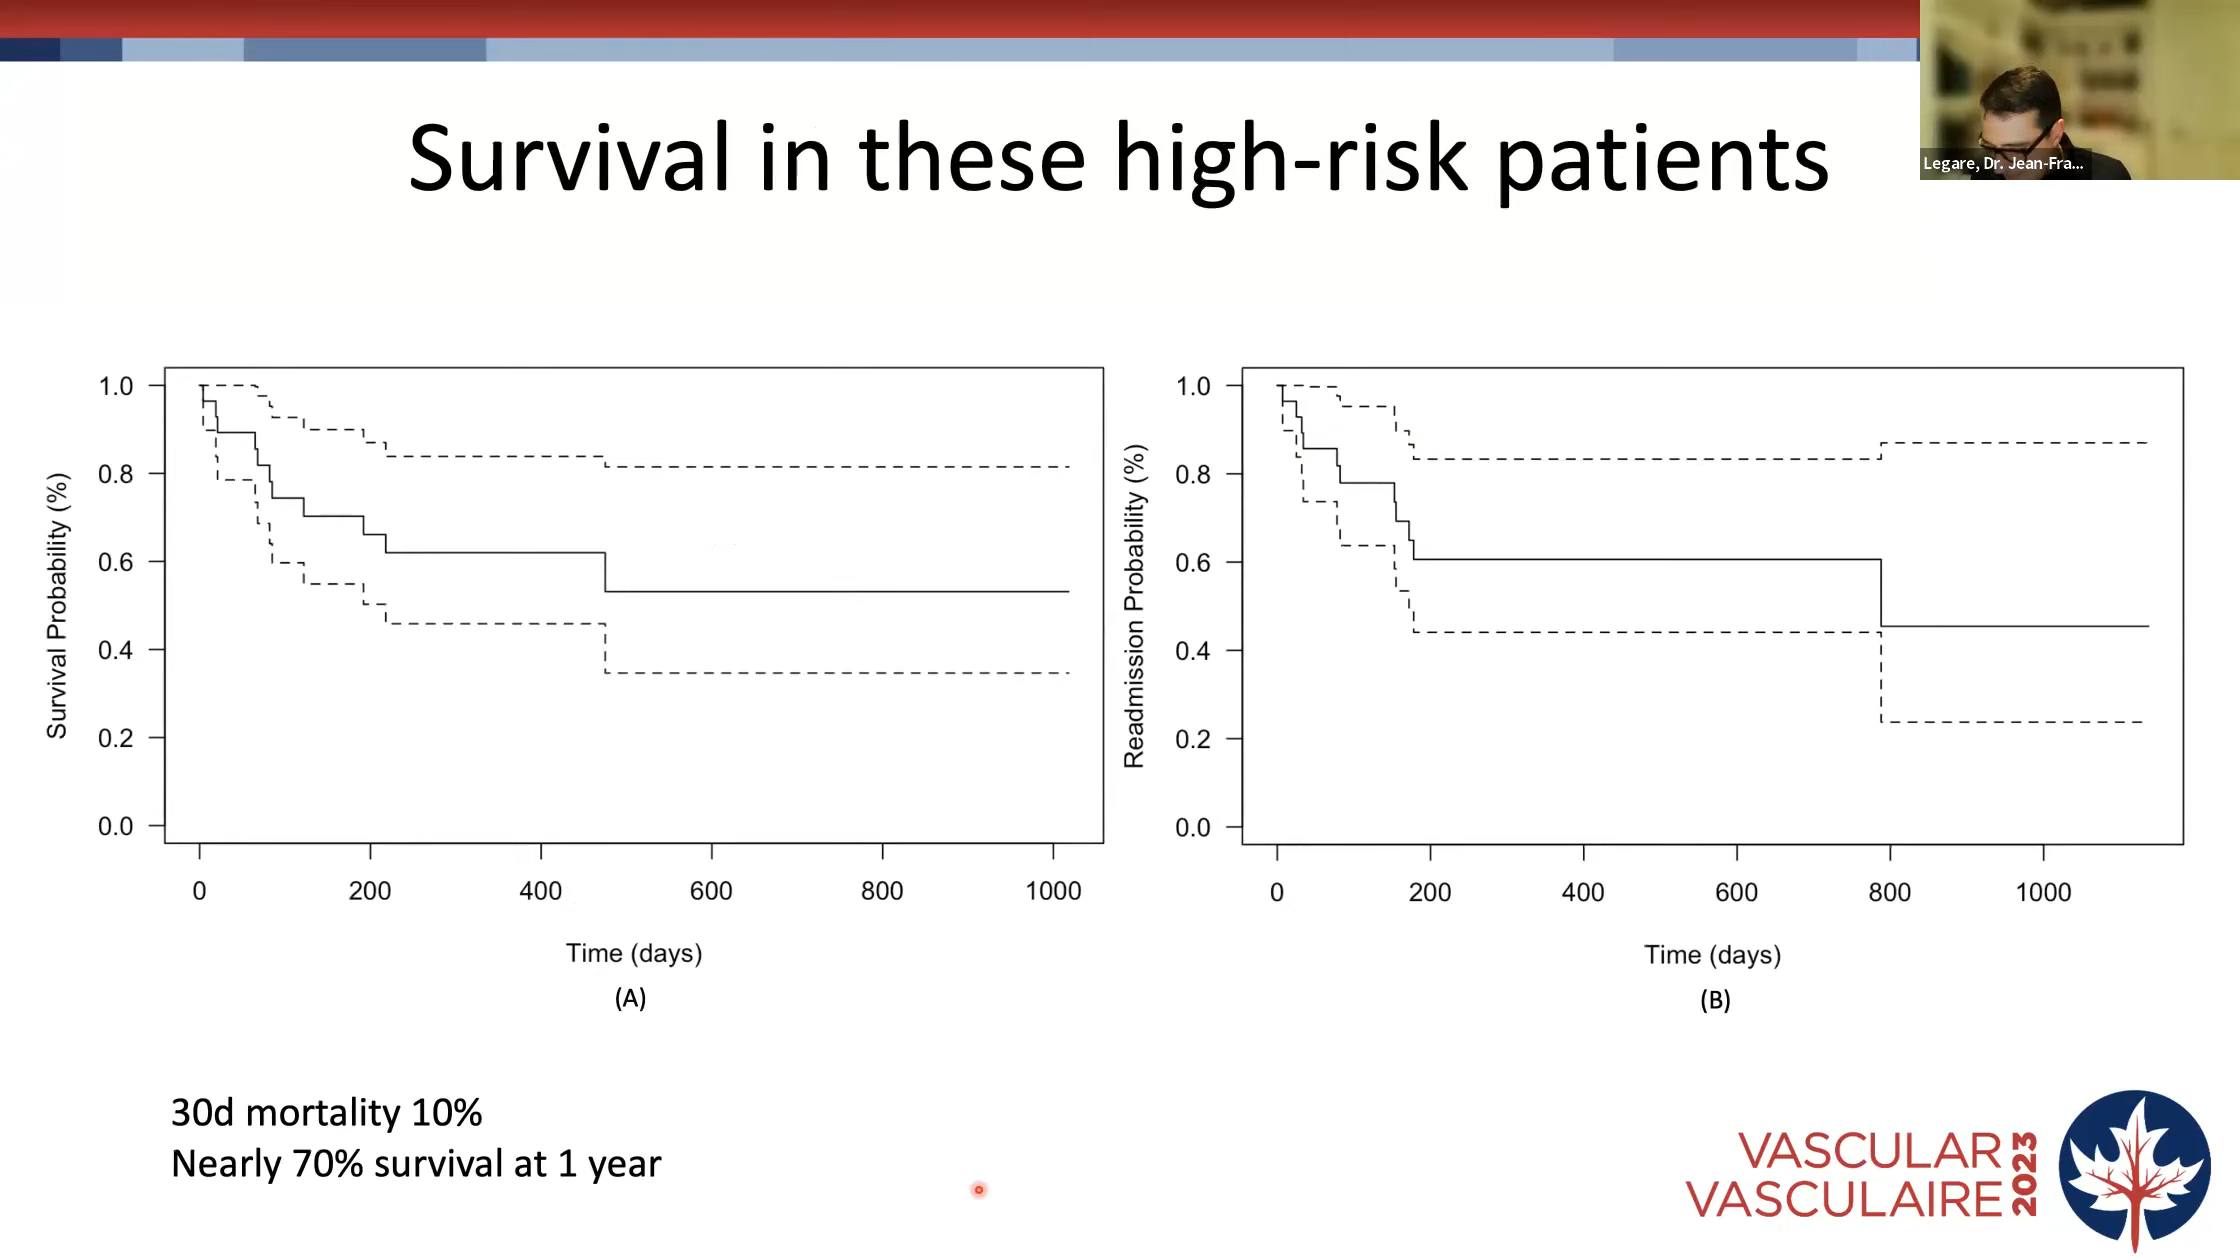 Survival in these high-risk patients
Legare, Dr. Jean-Fra...
Survival Probability (%)
1.0
0.8
0.6
0.4
0.2
0.0
0 200 400 600 800 1000
Time (days)
(A)
Readmission Probability (%)
1.0
0.8
0.6
0.4
0.2
0.0
0 200 400 600 800 1000
Time (days)
(B)
30d mortality 10%
Nearly 70% survival at 1 year
VASCULAR
VASCULAIRE
2023